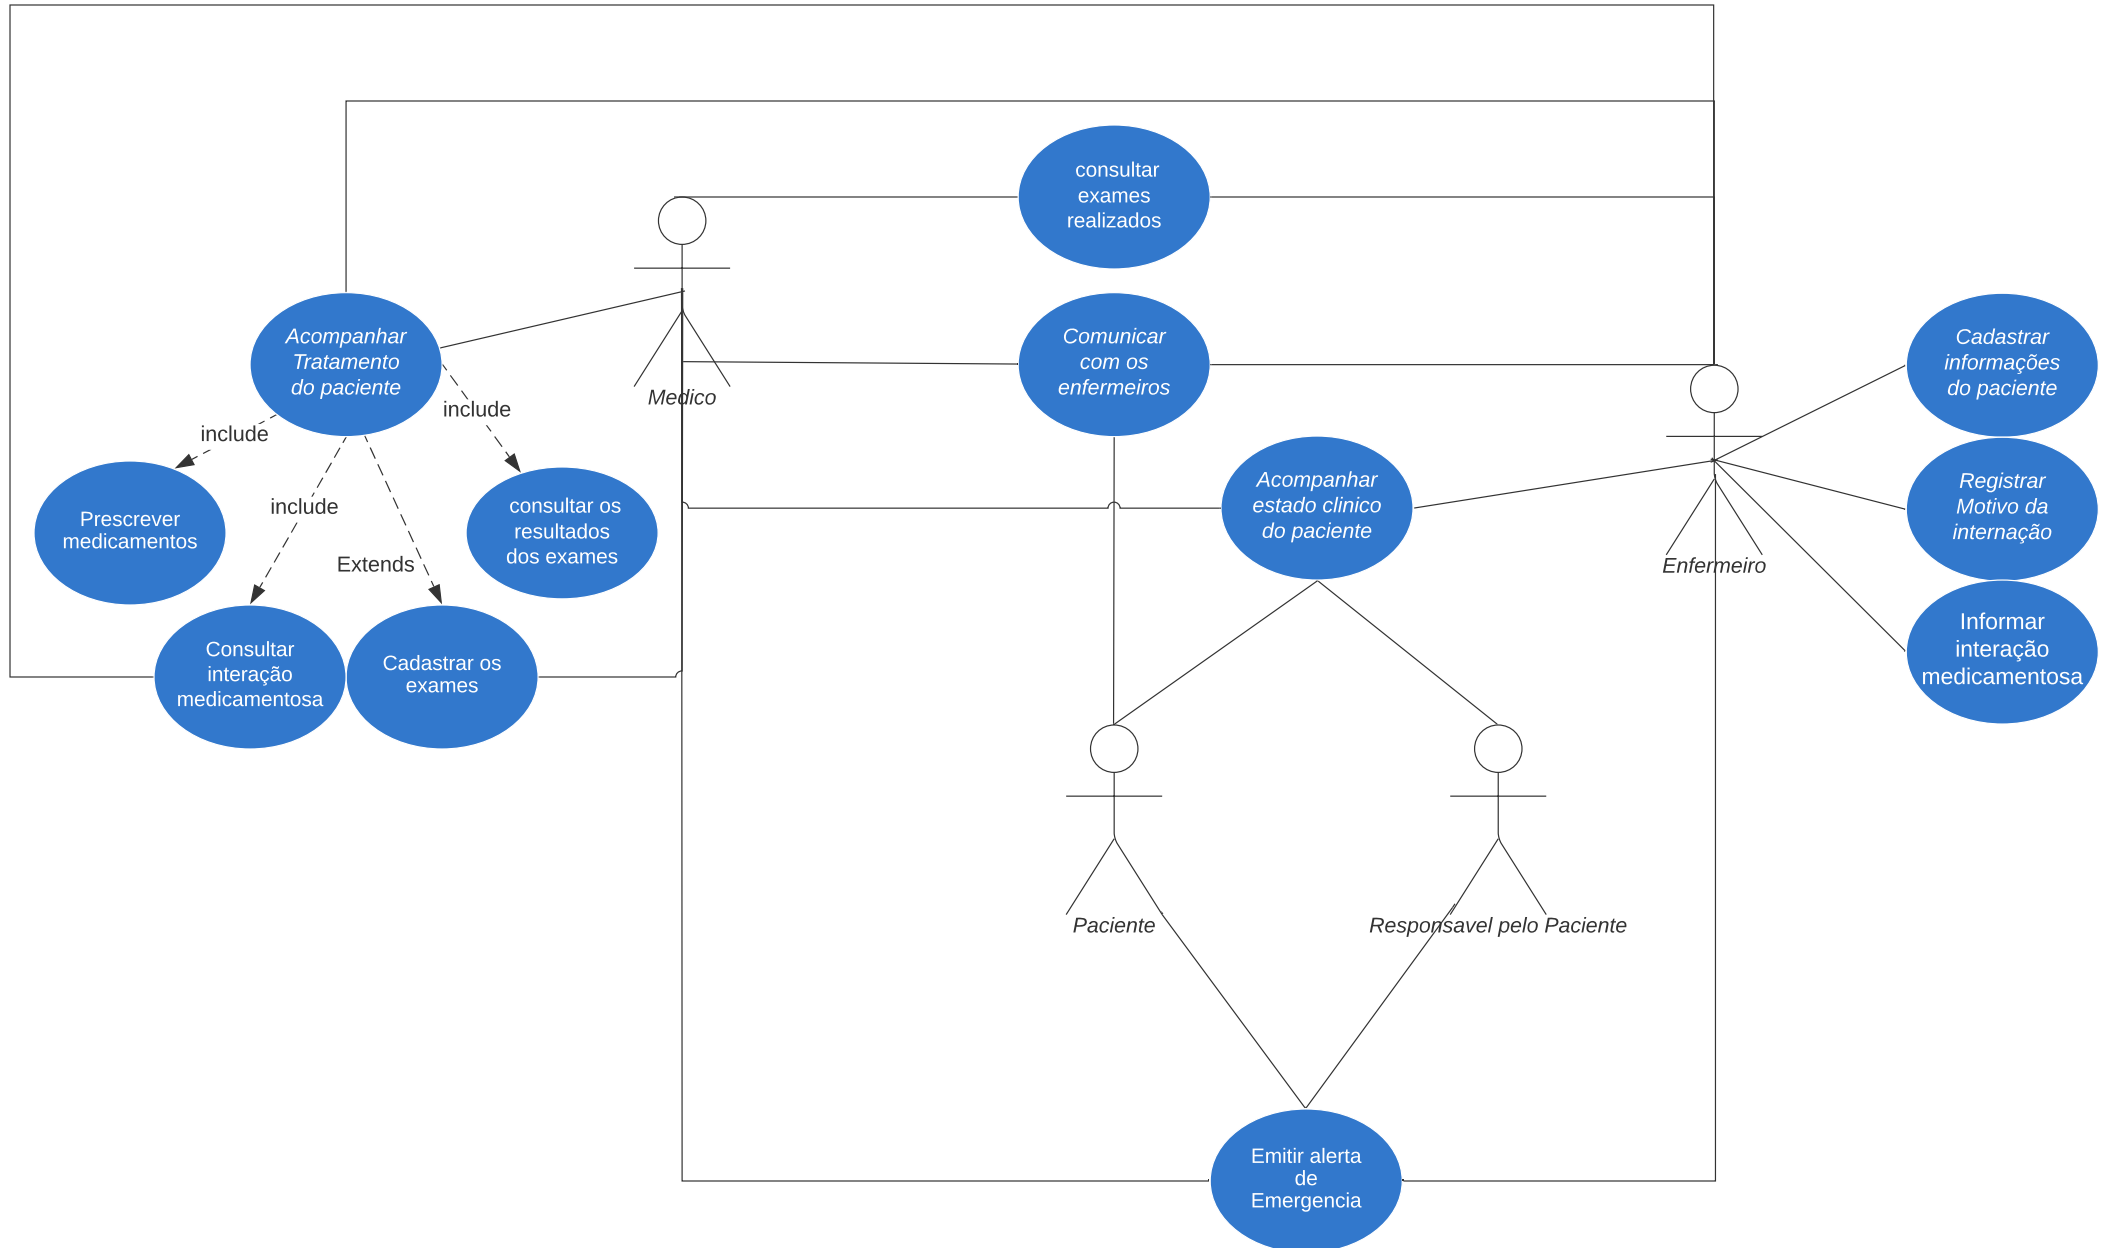 consultar
exames
realizados
Acompanhar
Tratamento
do paciente
Medico
Comunicar
com os
enfermeiros
Cadastrar
informações
do paciente
include
include
Prescrever
medicamentos
include
Extends
consultar os
resultados
dos exames
Acompanhar
estado clinico
do paciente
Enfermeiro
Registrar
Motivo da
internação
Consultar
interação
medicamentosa
Cadastrar os
exames
Informar
interação
medicamentosa
Paciente
Responsavel pelo Paciente
Emitir alerta
de
Emergencia